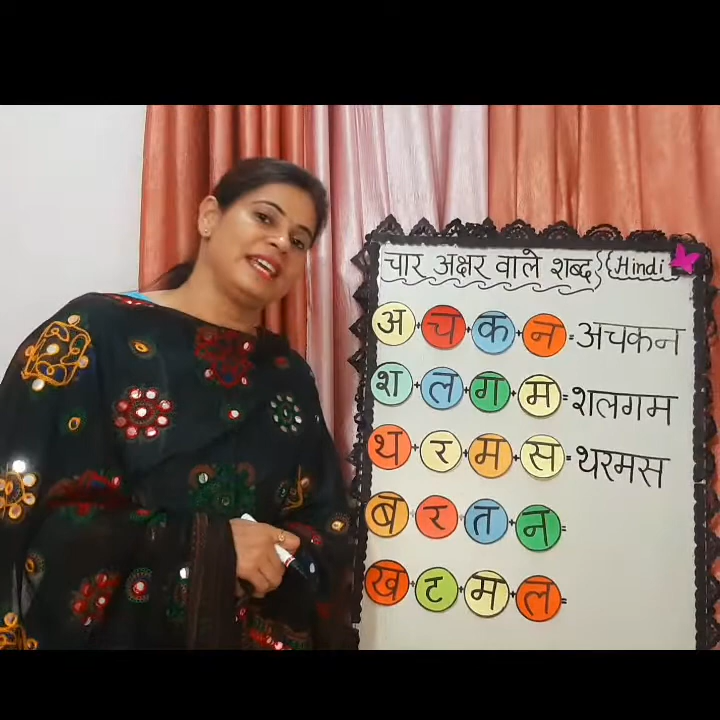 चार अक्षर वाले शब्द (Hindi)
अ + च + क + न = अचकन
श + ल + ग + म = शलगम
थ + र + म + स = थरमस
ब + र + त + न =
ख + ट + म + ल =